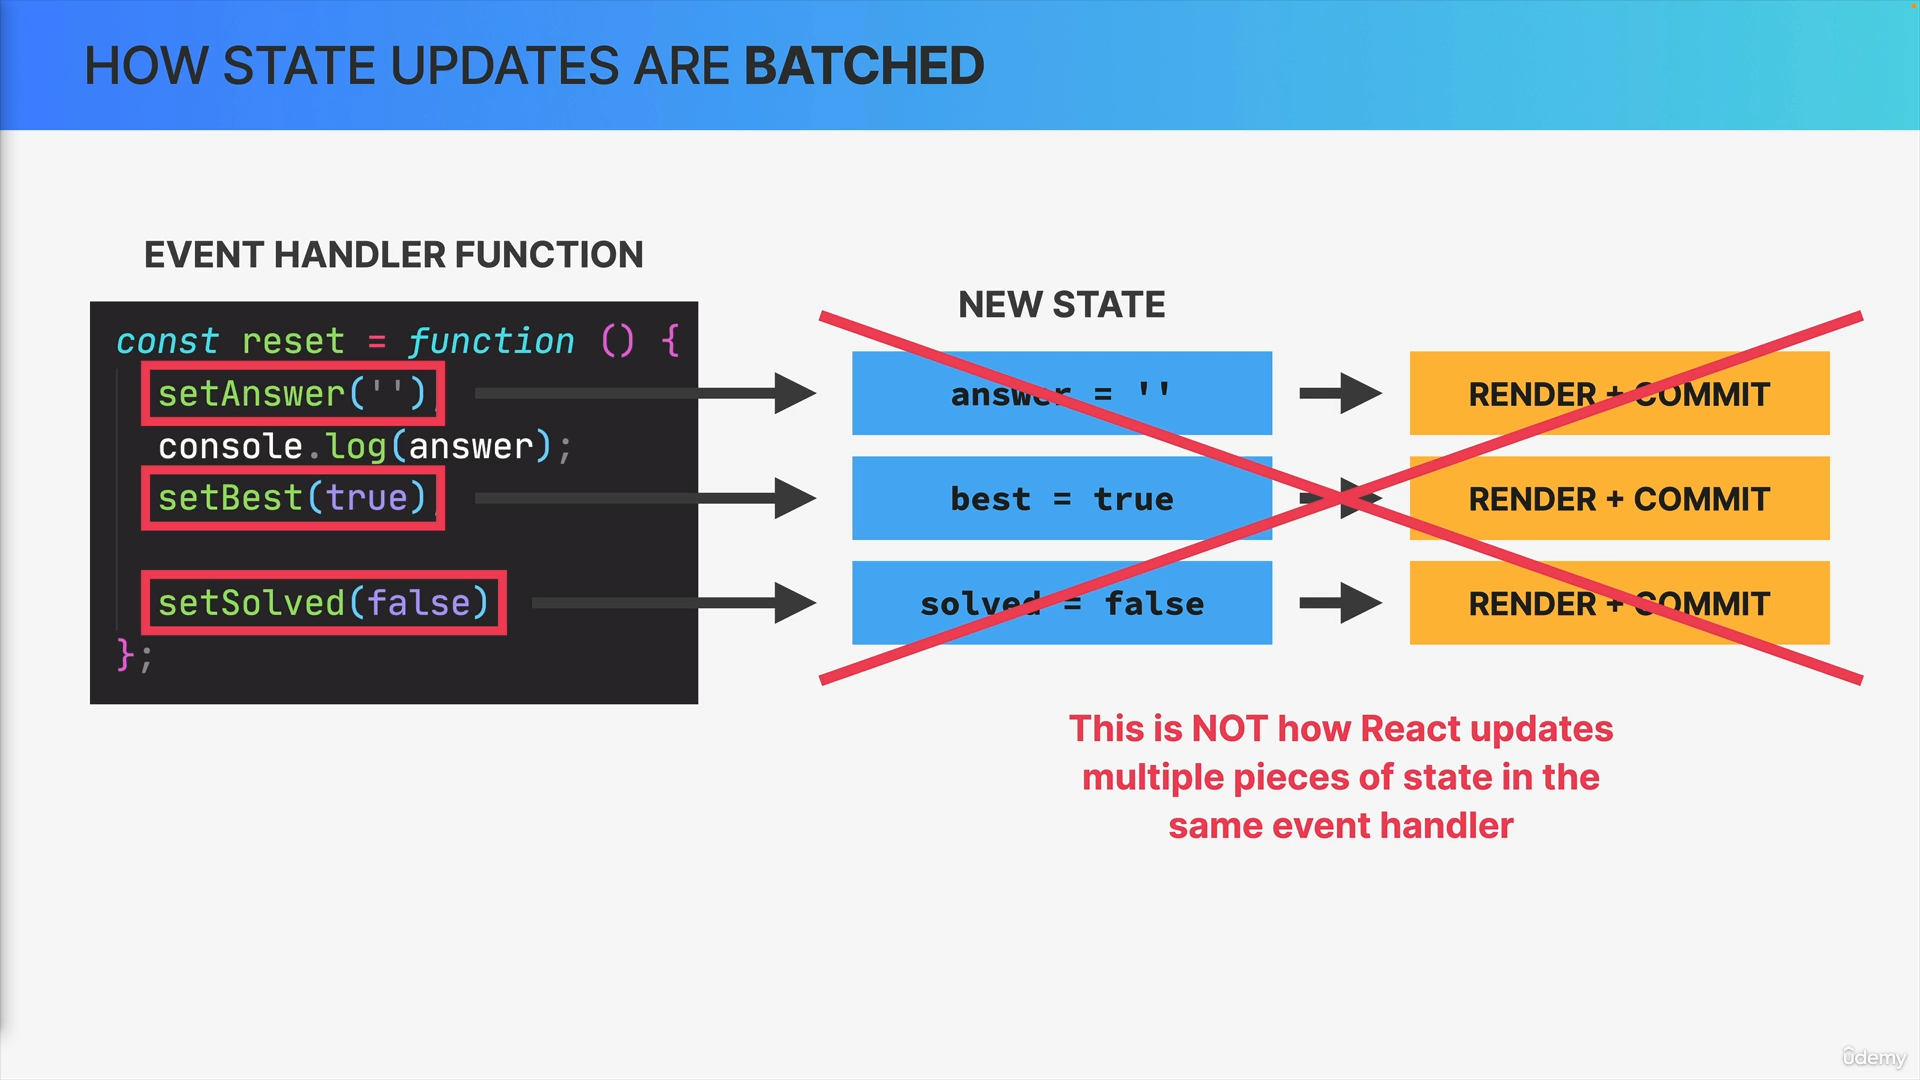 HOW STATE UPDATES ARE BATCHED
EVENT HANDLER FUNCTION
const reset = function () {
setAnswer('')
console.log(answer);
setBest(true)
setSolved(false)
};
NEW STATE
answer = ''
RENDER + COMMIT
best = true
RENDER + COMMIT
solved = false
RENDER + COMMIT
This is NOT how React updates
multiple pieces of state in the
same event handler
ûdemy